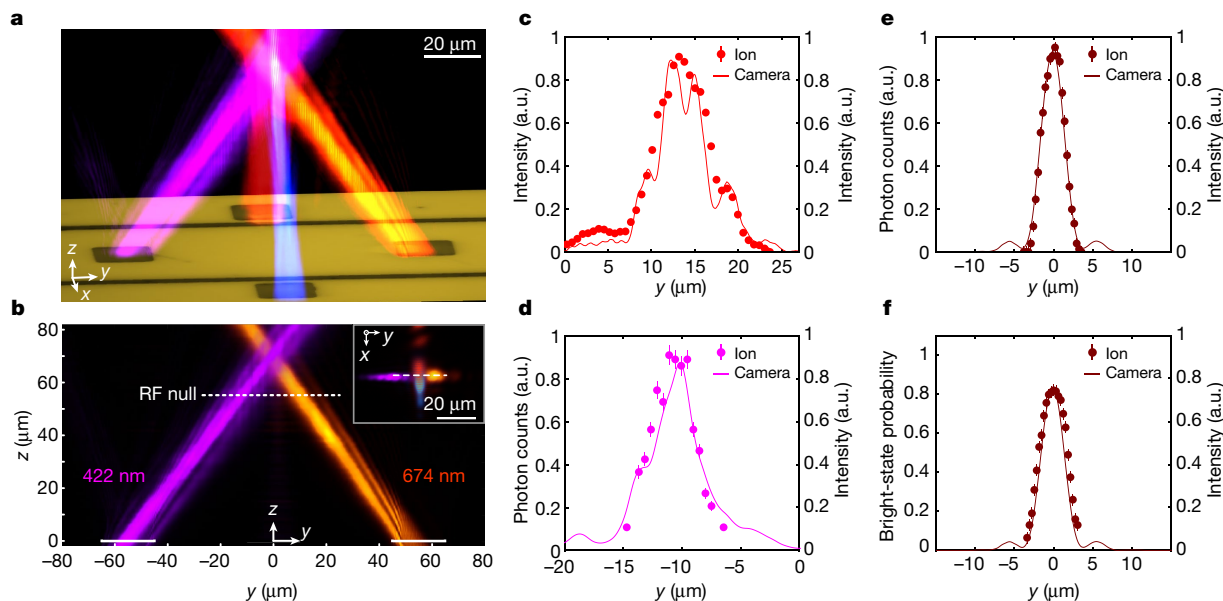 a
20 μm
z
y
x
b
80
60
40
20
0
z (μm)
RF null
422 nm
674 nm
z
y
y
x
20 μm
−80
−60
−40
−20
0
20
40
60
80
y (μm)
c
1
0.8
0.6
0.4
0.2
0
Intensity (a.u.)
Ion
Camera
1
0.8
0.6
0.4
0.2
0
Intensity (a.u.)
0
5
10
15
20
25
y (μm)
d
1
0.8
0.6
0.4
0.2
0
Photon counts (a.u.)
Ion
Camera
1
0.8
0.6
0.4
0.2
0
Intensity (a.u.)
−20
−15
−10
−5
0
y (μm)
e
1
0.8
0.6
0.4
0.2
0
Photon counts (a.u.)
Ion
Camera
1
0.8
0.6
0.4
0.2
0
Intensity (a.u.)
−10
−5
0
5
10
y (μm)
f
1
0.8
0.6
0.4
0.2
0
Bright-state probability
Ion
Camera
1
0.8
0.6
0.4
0.2
0
Intensity (a.u.)
−10
−5
0
5
10
y (μm)